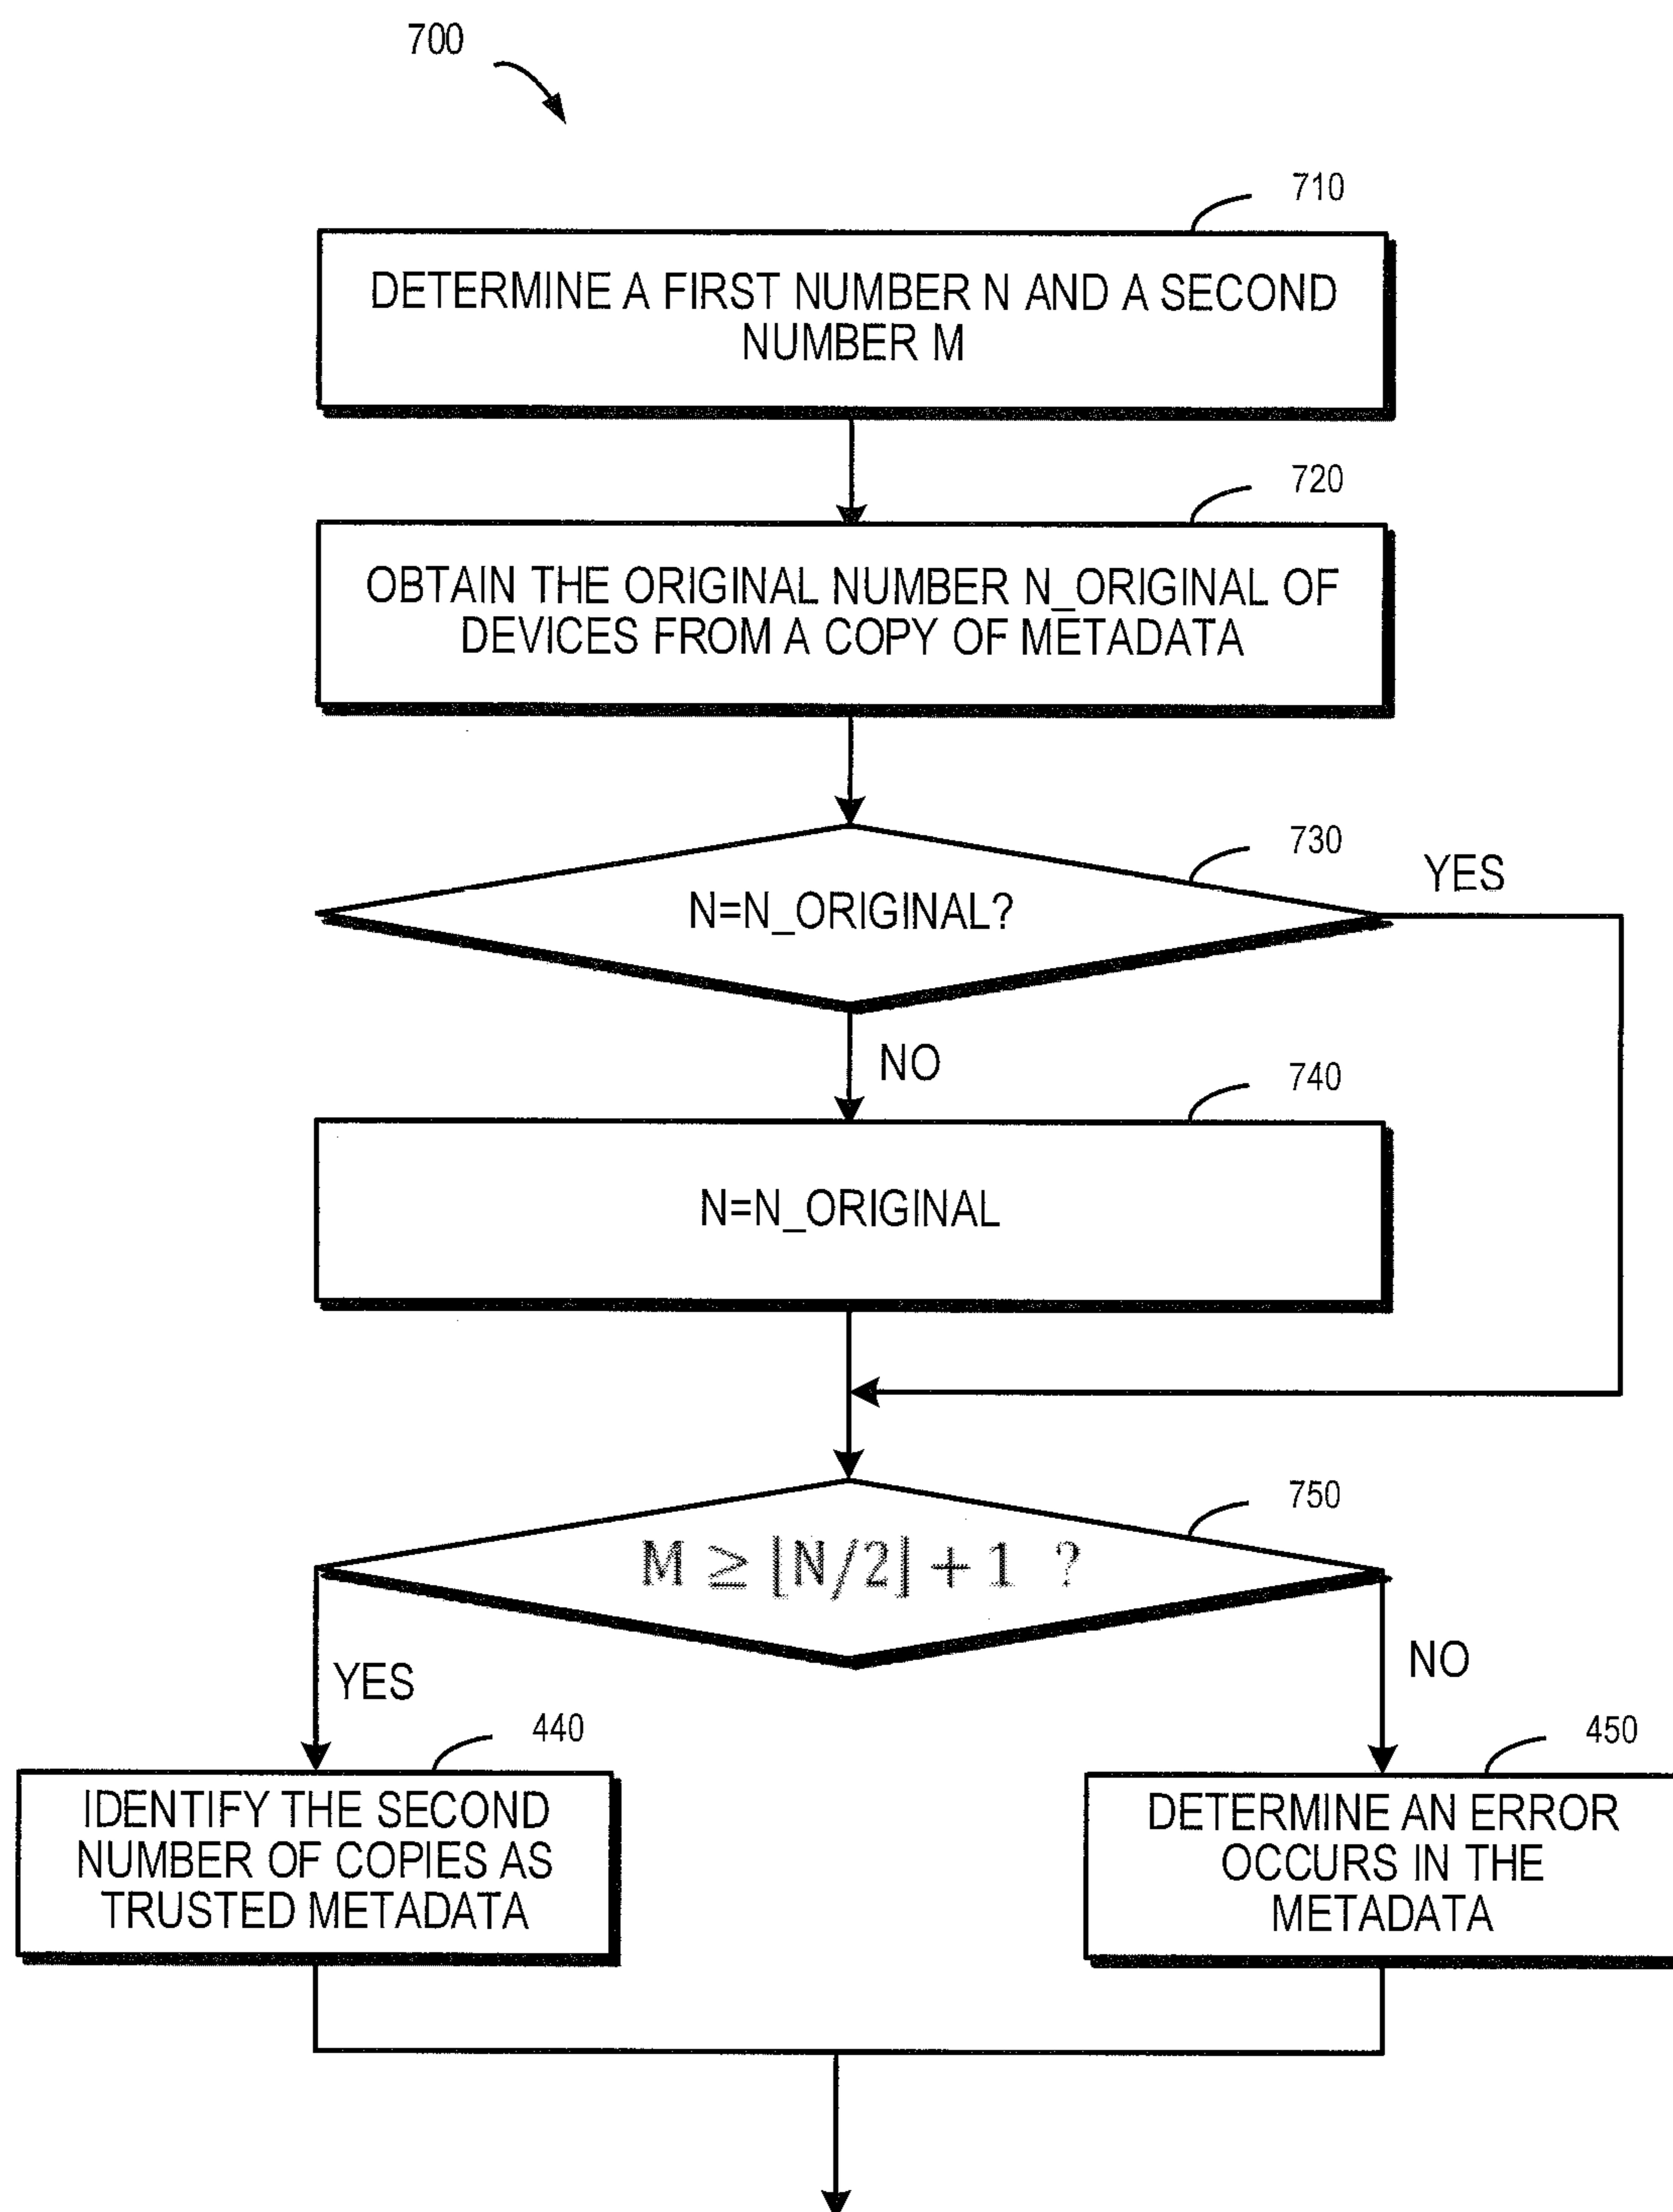 700
710
DETERMINE A FIRST NUMBER N AND A SECOND
NUMBER M
720
OBTAIN THE ORIGINAL NUMBER N_ORIGINAL OF
DEVICES FROM A COPY OF METADATA
730
YES
N=N_ORIGINAL?
NO
740
N=N_ORIGINAL
750
M ≥ ⌊N/2⌋ + 1 ?
YES
NO
440
450
IDENTIFY THE SECOND
NUMBER OF COPIES AS
TRUSTED METADATA
DETERMINE AN ERROR
OCCURS IN THE
METADATA